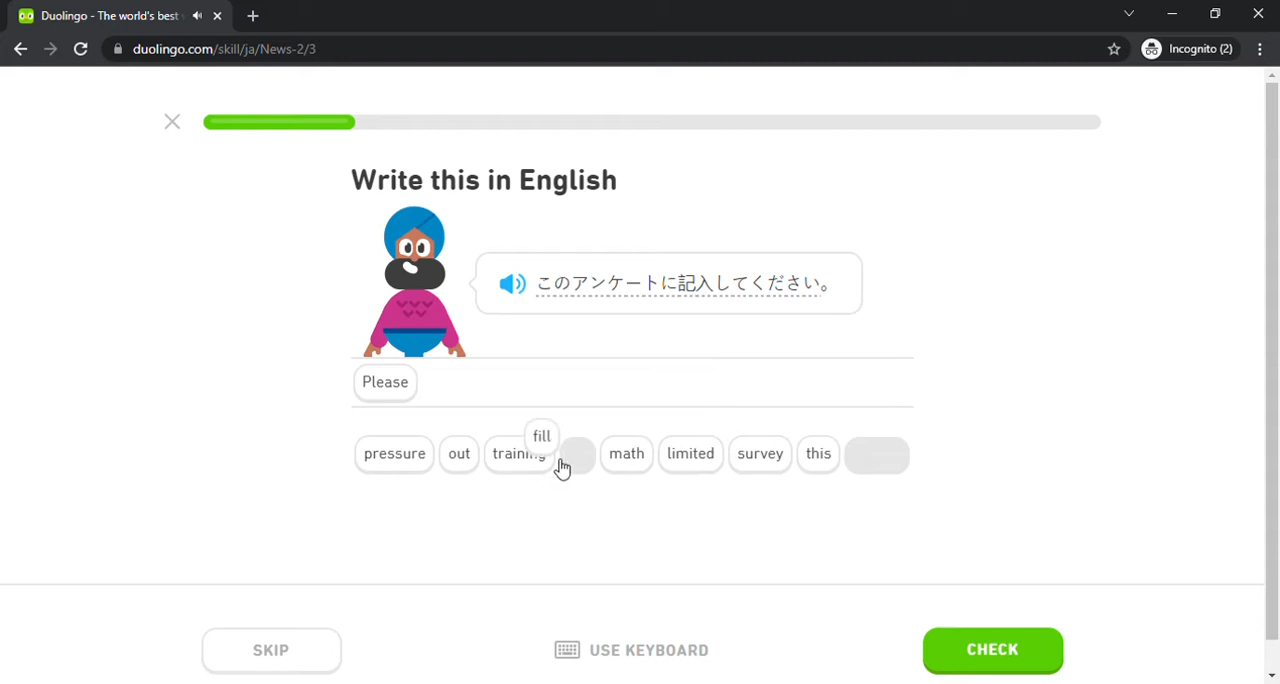 Duolingo - The world's best
duolingo.com/skill/ja/News-2/3
Incognito (2)
Write this in English
このアンケートに記入してください。
Please
fill
pressure out training math limited survey this
SKIP
USE KEYBOARD
CHECK